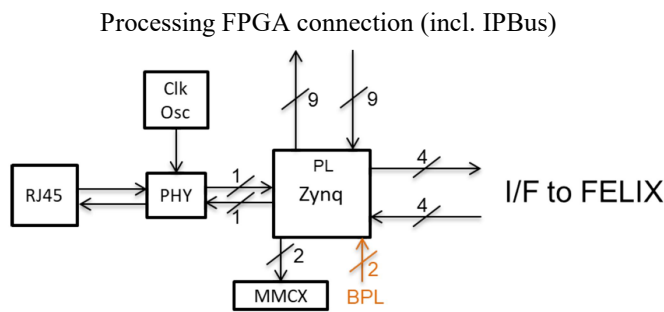 Processing FPGA connection (incl. IPBus)
Clk
Osc
9
9
PL
Zynq
RJ45
PHY
1
1
4
4
I/F to FELIX
2
2
MMCX
BPL